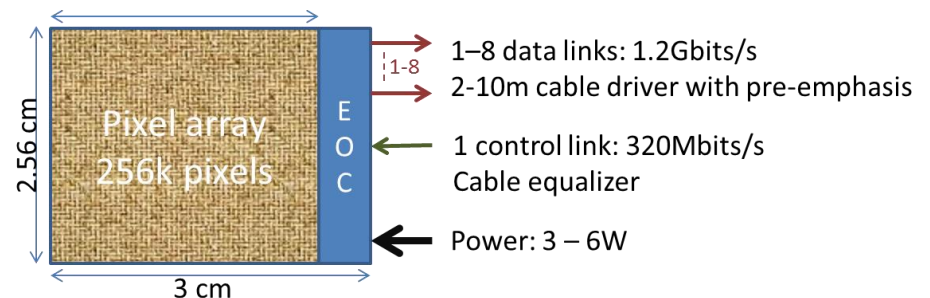 1–8 data links: 1.2Gbits/s
1-8
2-10m cable driver with pre-emphasis
2.56 cm
Pixel array
256k pixels
E
O
C
1 control link: 320Mbits/s
Cable equalizer
Power: 3 – 6W
3 cm